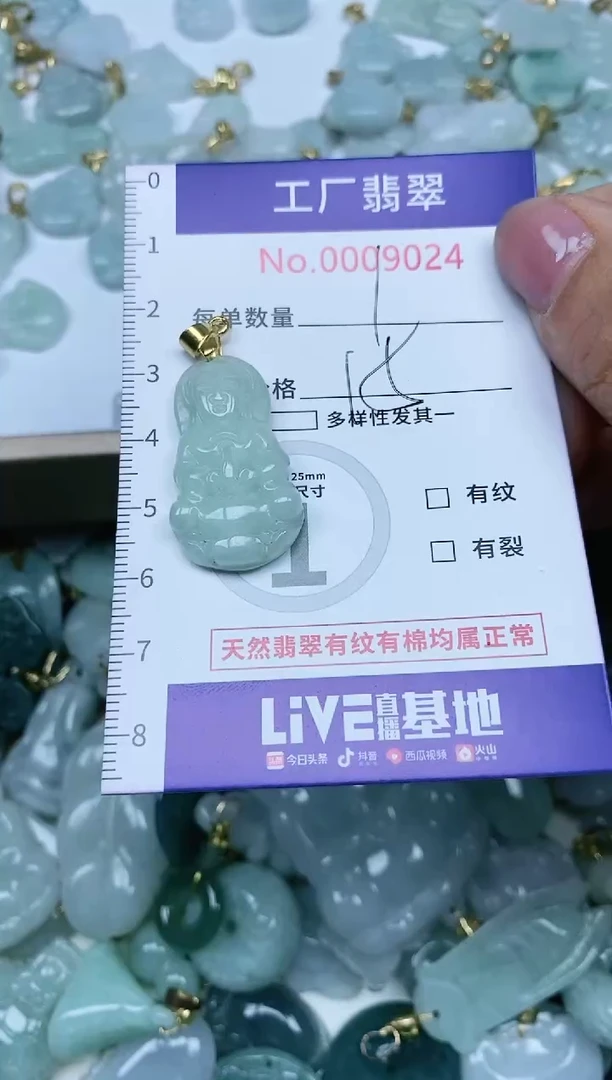 工厂翡翠
No.0009024
每单数量
格
多样性发其一
25mm
尺寸
1
有纹
有裂
天然翡翠有纹有棉均属正常
LiVE直播基地
头条 今日头条 抖音 西瓜视频 火山
0
1
2
3
4
5
6
7
8